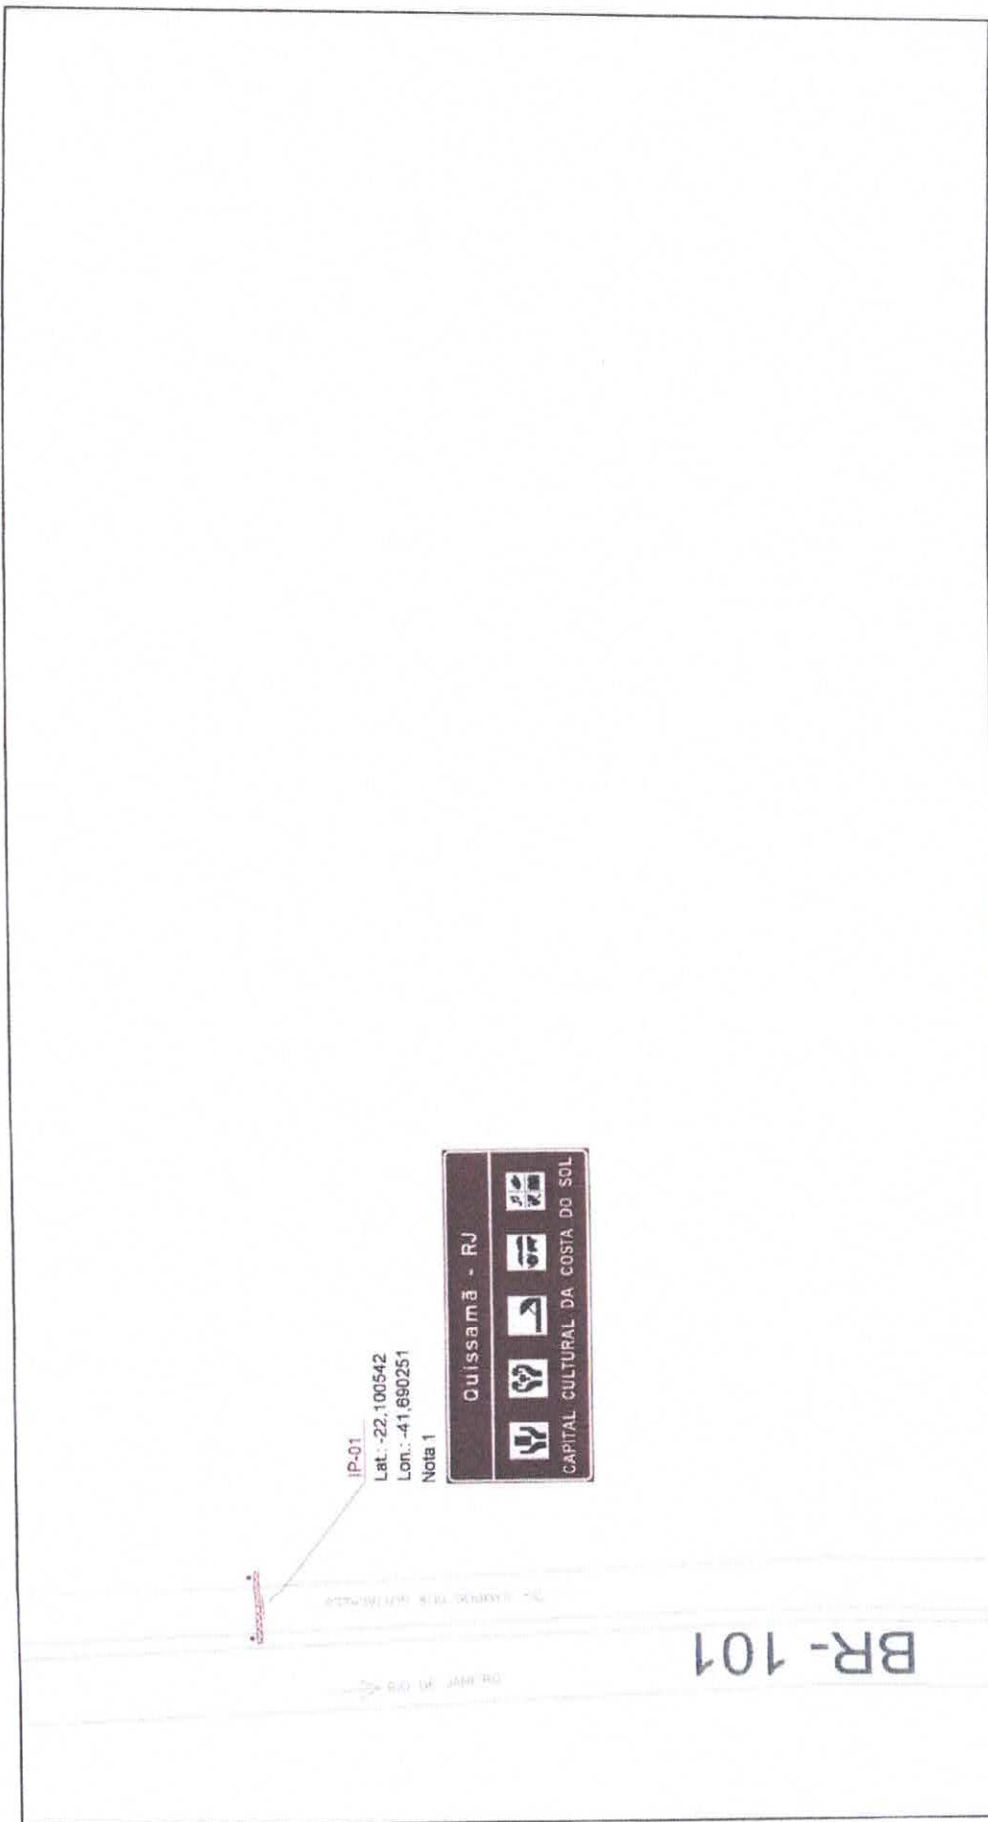 IP-01
Lat.: -22,100542
Lon.: -41,690251
Nota 1
Quissamã - RJ
CAPITAL CULTURAL DA COSTA DO SOL
BR- 101